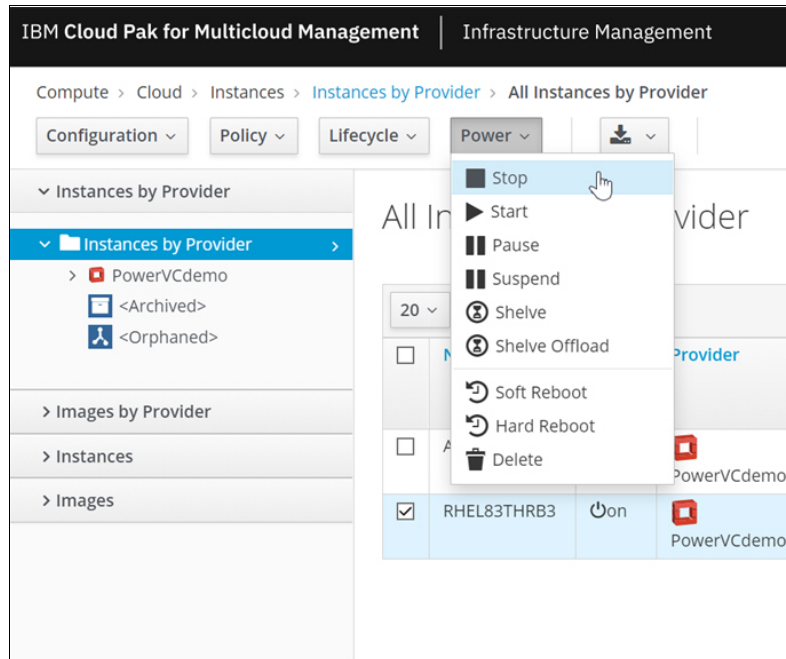 IBM Cloud Pak for Multicloud Management Infrastructure Management
Compute > Cloud > Instances > Instances by Provider > All Instances by Provider
Configuration Policy Lifecycle Power
Stop
Start
Pause
Suspend
Shelve
Shelve Offload
Soft Reboot
Hard Reboot
Delete
Instances by Provider
Instances by Provider
PowerVCdemo
<Archived>
<Orphaned>
Images by Provider
Instances
Images
All
20
Provider
PowerVCdemo
RHEL83THRB3 on
PowerVCdemo